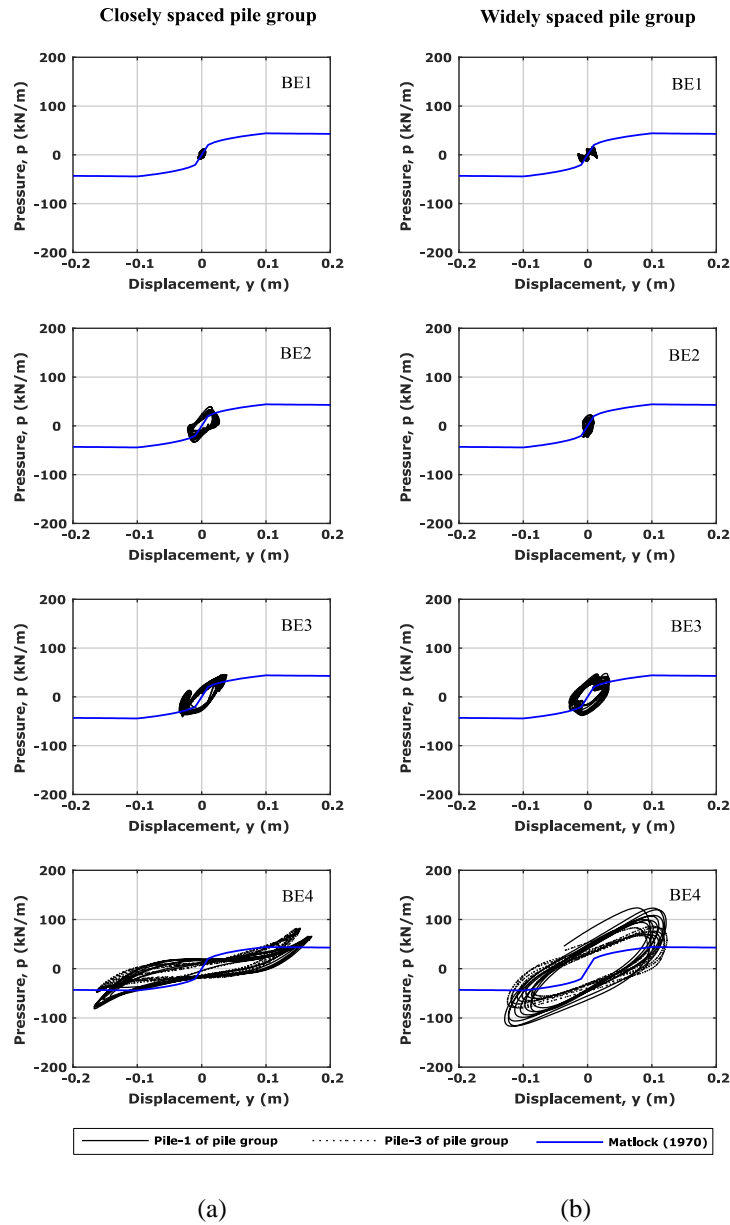 Closely spaced pile group
Widely spaced pile group
200
100
0
-100
-200
Pressure, p (kN/m)
BE1
-0.2 -0.1 0 0.1 0.2
Displacement, y (m)
200
100
0
-100
-200
Pressure, p (kN/m)
BE1
-0.2 -0.1 0 0.1 0.2
Displacement, y (m)
200
100
0
-100
-200
Pressure, p (kN/m)
BE2
-0.2 -0.1 0 0.1 0.2
Displacement, y (m)
200
100
0
-100
-200
Pressure, p (kN/m)
BE2
-0.2 -0.1 0 0.1 0.2
Displacement, y (m)
200
100
0
-100
-200
Pressure, p (kN/m)
BE3
-0.2 -0.1 0 0.1 0.2
Displacement, y (m)
200
100
0
-100
-200
Pressure, p (kN/m)
BE3
-0.2 -0.1 0 0.1 0.2
Displacement, y (m)
200
100
0
-100
-200
Pressure, p (kN/m)
BE4
-0.2 -0.1 0 0.1 0.2
Displacement, y (m)
200
100
0
-100
-200
Pressure, p (kN/m)
BE4
-0.2 -0.1 0 0.1 0.2
Displacement, y (m)
Pile-1 of pile group Pile-3 of pile group Matlock (1970)
(a)
(b)